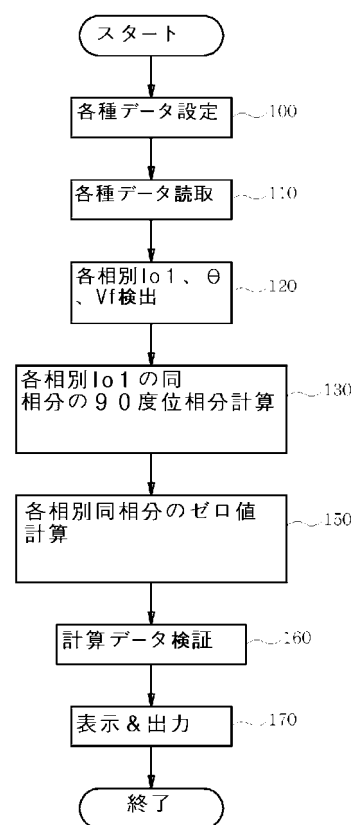 スタート
各種データ設定
100
各種データ読取
110
各相別Io1、θ
、Vf検出
120
各相別Io1の同
相分の90度位相分計算
130
各相別同相分のゼロ値
計算
150
計算データ検証
160
表示&出力
170
終了